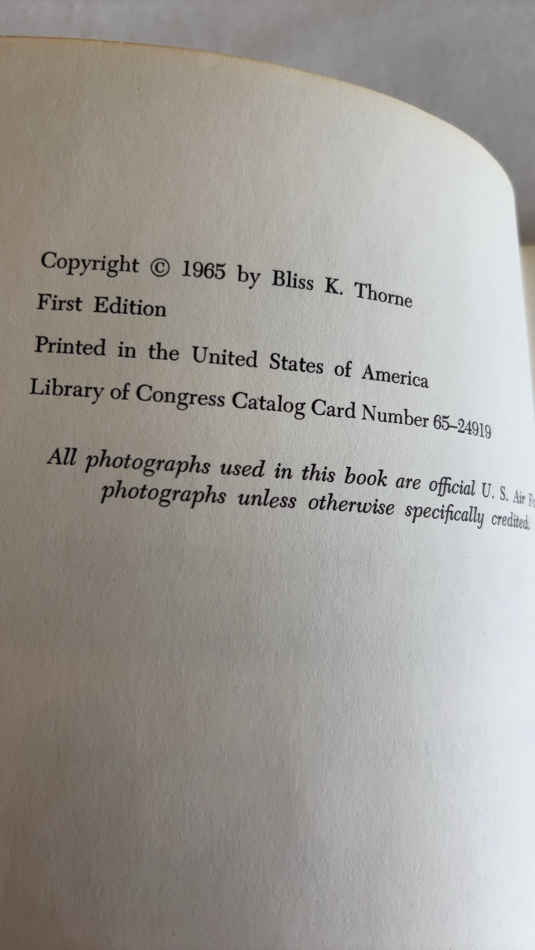 Copyright © 1965 by Bliss K. Thorne
First Edition
Printed in the United States of America
Library of Congress Catalog Card Number 65–24919
All photographs used in this book are official U. S. Air
photographs unless otherwise specifically credited.